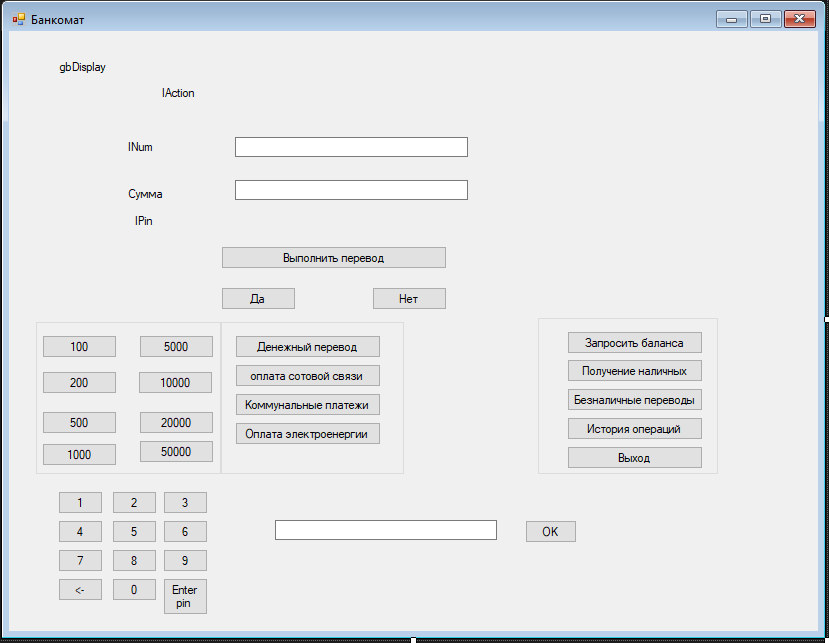 Банкомат
gbDisplay
lAction
lNum
Сумма
lPin
Выполнить перевод
Да
Нет
100
5000
200
10000
500
20000
1000
50000
Денежный перевод
оплата сотовой связи
Коммунальные платежи
Оплата электроенергии
Запросить баланса
Получение наличных
Безналичные переводы
История операций
Выход
1 2 3
4 5 6
7 8 9
<- 0 Enter
pin
OK